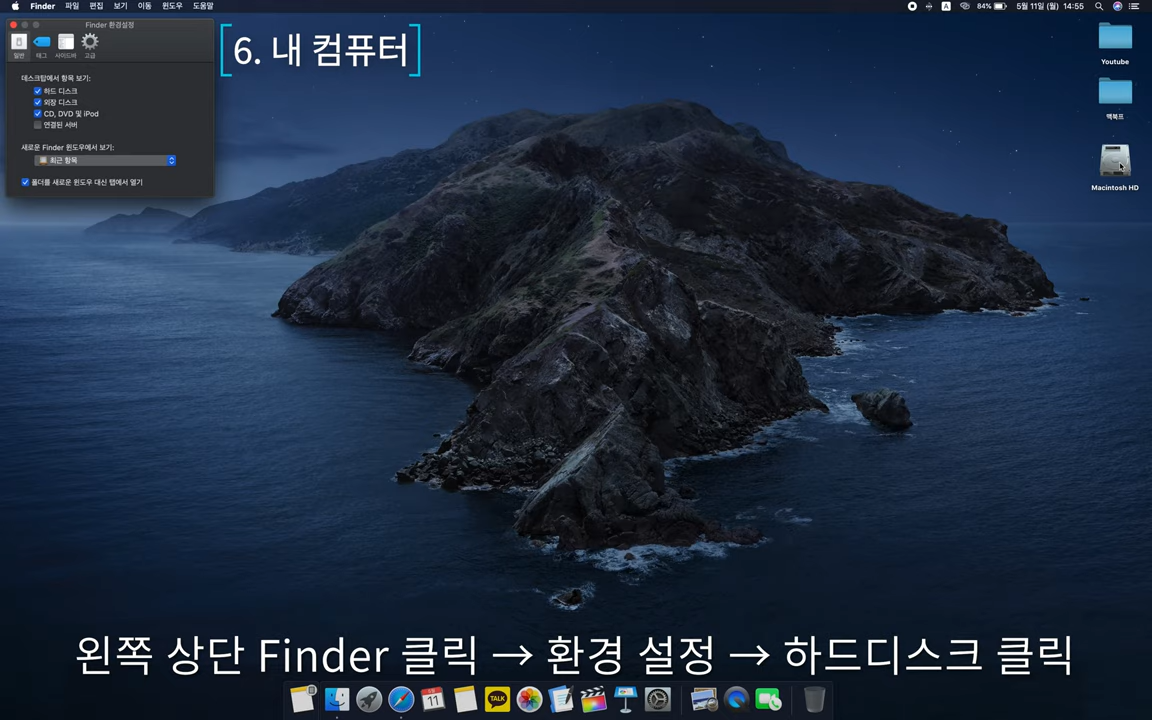 Finder 파일 편집 보기 이동 윈도우 도움말
A 84% 5월 11일 (월) 14:55
Finder 환경설정
일반 태그 사이드바 고급
데스크탑에서 항목 보기:
하드 디스크
외장 디스크
CD, DVD 및 iPod
연결된 서버
새로운 Finder 윈도우에서 보기:
최근 항목
폴더를 새로운 윈도우 대신 탭에서 열기
6. 내 컴퓨터
Youtube
맥북프
Macintosh HD
왼쪽 상단 Finder 클릭 → 환경 설정 → 하드디스크 클릭
11
TALK